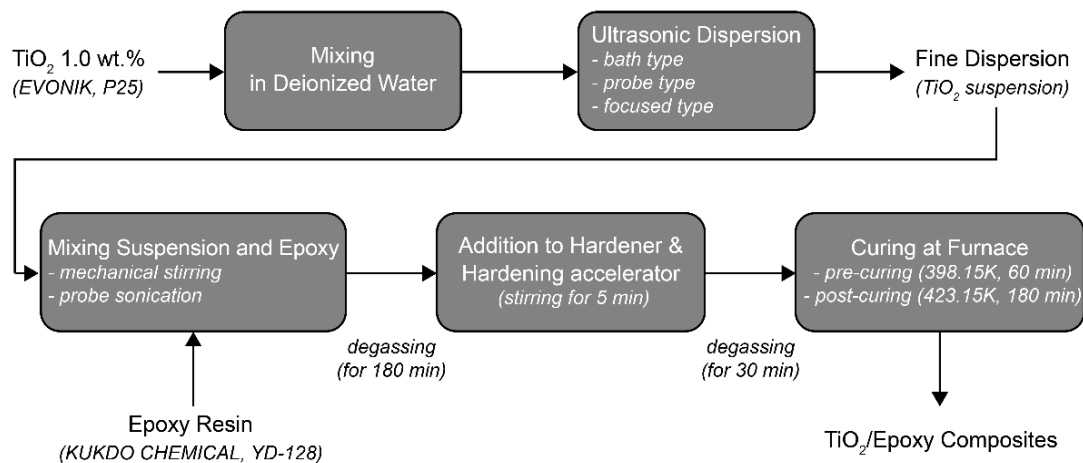 TiO₂ 1.0 wt.%
(EVONIK, P25)
Mixing
in Deionized Water
Ultrasonic Dispersion
- bath type
- probe type
- focused type
Fine Dispersion
(TiO₂ suspension)
Mixing Suspension and Epoxy
- mechanical stirring
- probe sonication
Epoxy Resin
(KUKDO CHEMICAL, YD-128)
degassing
(for 180 min)
Addition to Hardener &
Hardening accelerator
(stirring for 5 min)
degassing
(for 30 min)
Curing at Furnace
- pre-curing (398.15K, 60 min)
- post-curing (423.15K, 180 min)
TiO₂/Epoxy Composites